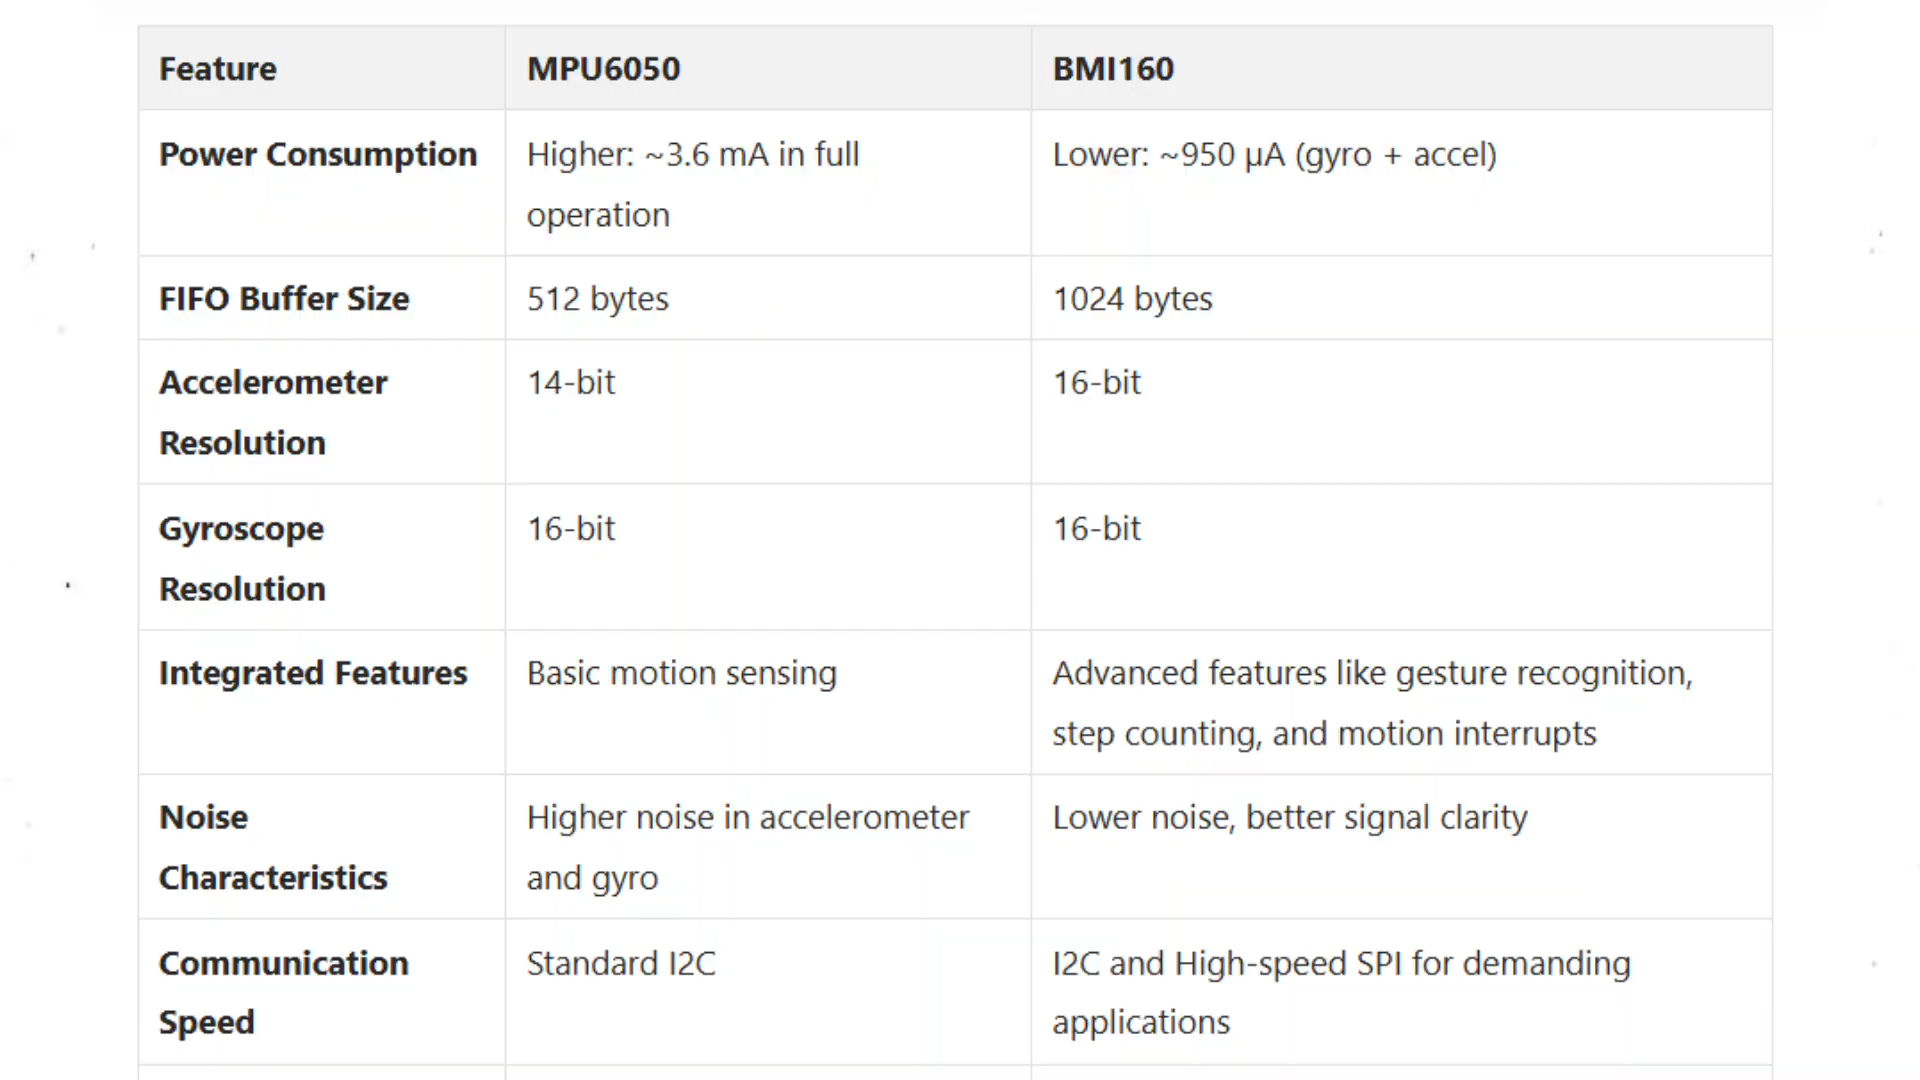 Feature MPU6050 BMI160
Power Consumption Higher: ~3.6 mA in full Lower: ~950 µA (gyro + accel)
operation
FIFO Buffer Size 512 bytes 1024 bytes
Accelerometer 14-bit 16-bit
Resolution
Gyroscope 16-bit 16-bit
Resolution
Integrated Features Basic motion sensing Advanced features like gesture recognition,
step counting, and motion interrupts
Noise Higher noise in accelerometer Lower noise, better signal clarity
Characteristics and gyro
Communication Standard I2C I2C and High-speed SPI for demanding
Speed applications